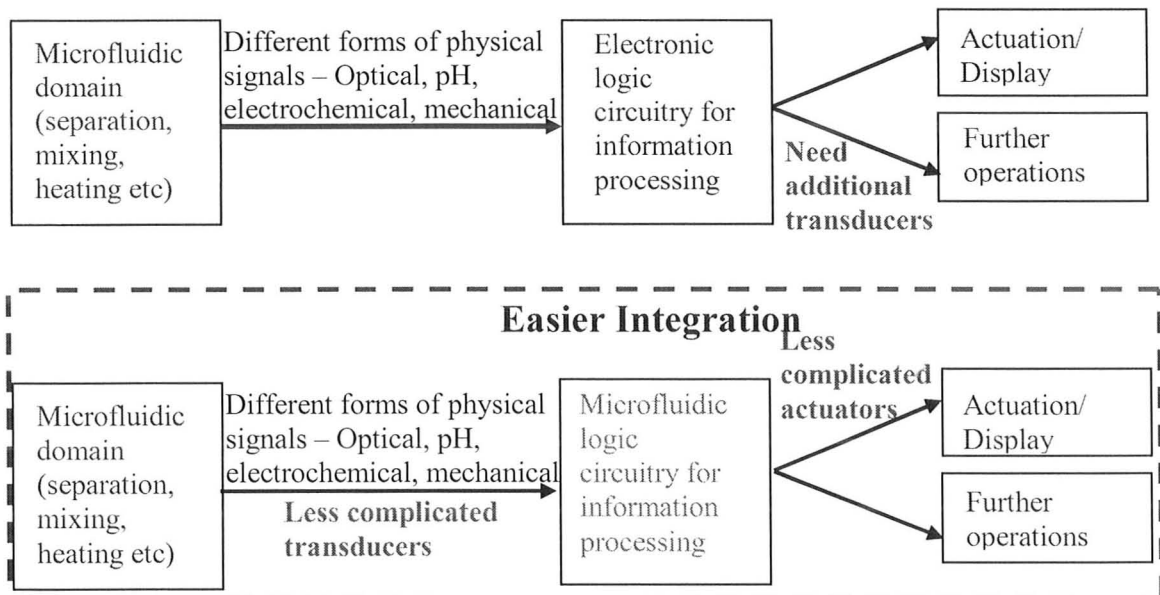 Microfluidic
domain
(separation,
mixing,
heating etc)
Different forms of physical
signals – Optical, pH,
electrochemical, mechanical
Electronic
logic
circuitry for
information
processing
Need
additional
transducers
Actuation/
Display
Further
operations
Easier Integration
Microfluidic
domain
(separation,
mixing,
heating etc)
Different forms of physical
signals – Optical, pH,
electrochemical, mechanical
Less complicated
transducers
Microfluidic
logic
circuitry for
information
processing
Less
complicated
actuators
Actuation/
Display
Further
operations